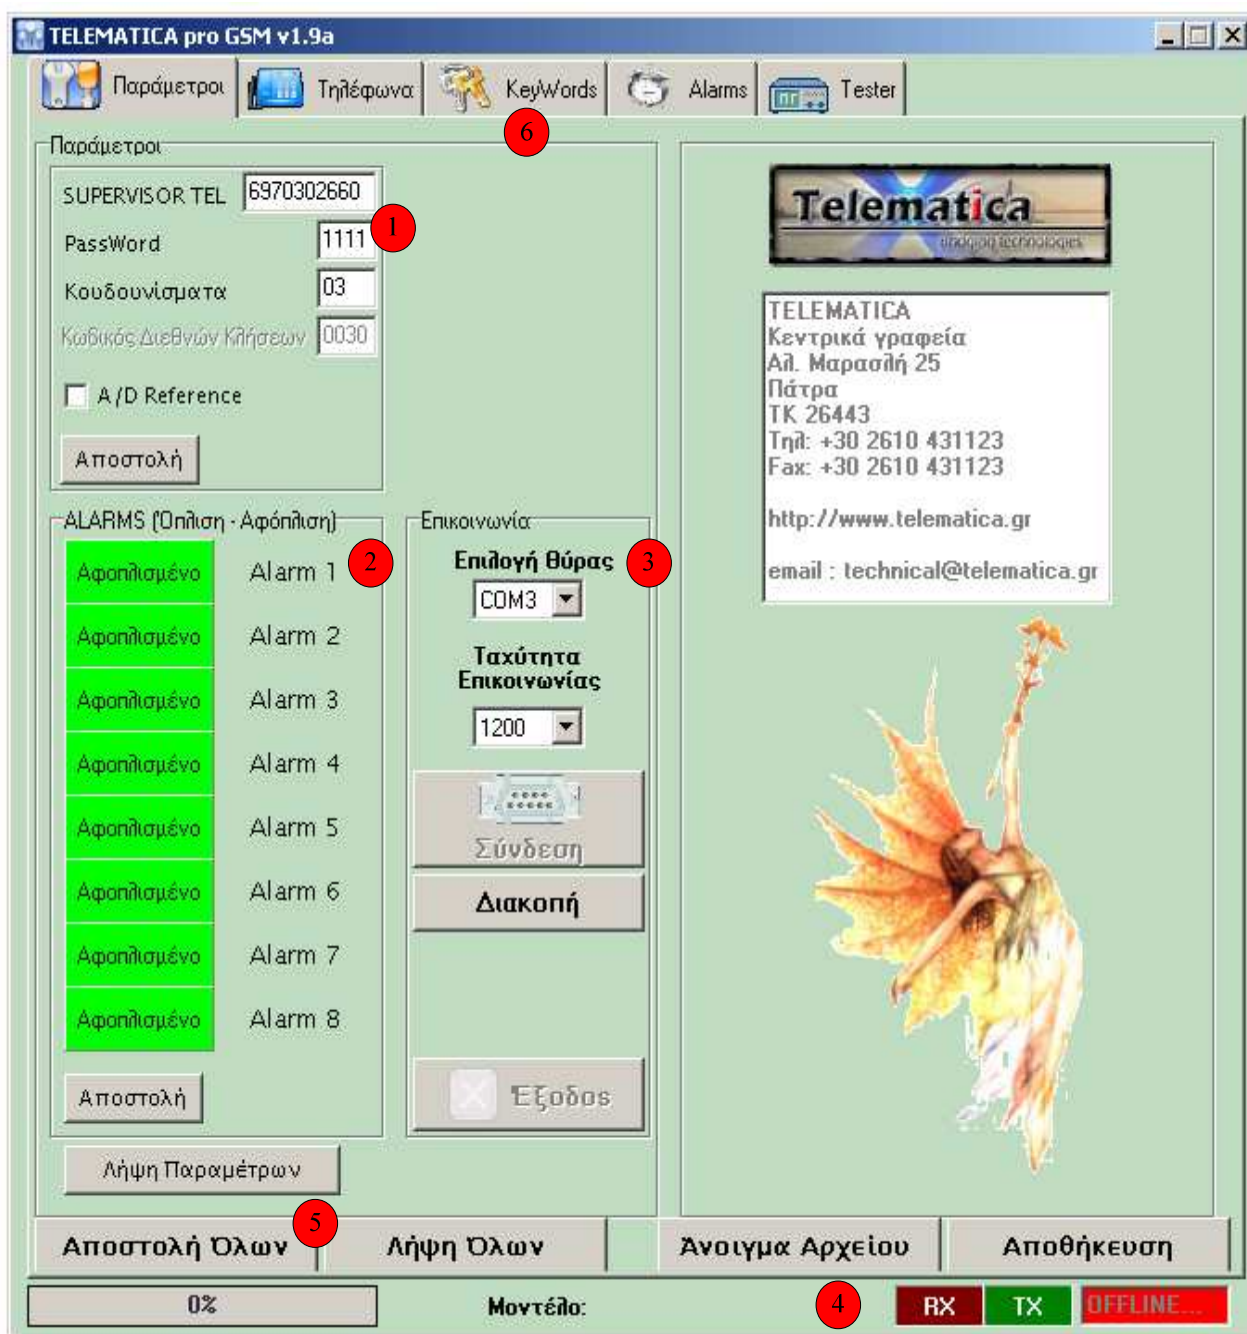 TELEMATICA pro GSM v1.9a
Παράμετροι Τηλέφωνα KeyWords Alarms Tester
6
Παράμετροι
SUPERVISOR TEL 6970302660
1
PassWord 1111
Κουδουνίσματα 03
Κωδικός Διεθνών Κλήσεων 0030
A/D Reference
Αποστολή
Telematica
imaging technologies
TELEMATICA
Κεντρικά γραφεία
Αλ. Μαρασλή 25
Πάτρα
ΤΚ 26443
Τηλ: +30 2610 431123
Fax: +30 2610 431123
http://www.telematica.gr
email : technical@telematica.gr
ALARMS (Όπλιση - Αφόπλιση)
2
Αφοπλισμένο Alarm 1
Αφοπλισμένο Alarm 2
Αφοπλισμένο Alarm 3
Αφοπλισμένο Alarm 4
Αφοπλισμένο Alarm 5
Αφοπλισμένο Alarm 6
Αφοπλισμένο Alarm 7
Αφοπλισμένο Alarm 8
Αποστολή
Επικοινωνία
Επιλογή θύρας
3
COM3
Ταχύτητα
Επικοινωνίας
1200
Σύνδεση
Διακοπή
Έξοδος
Λήψη Παραμέτρων
5
Αποστολή Όλων Λήψη Όλων Άνοιγμα Αρχείου Αποθήκευση
0% Μοντέλο: 4 RX TX OFFLINE...